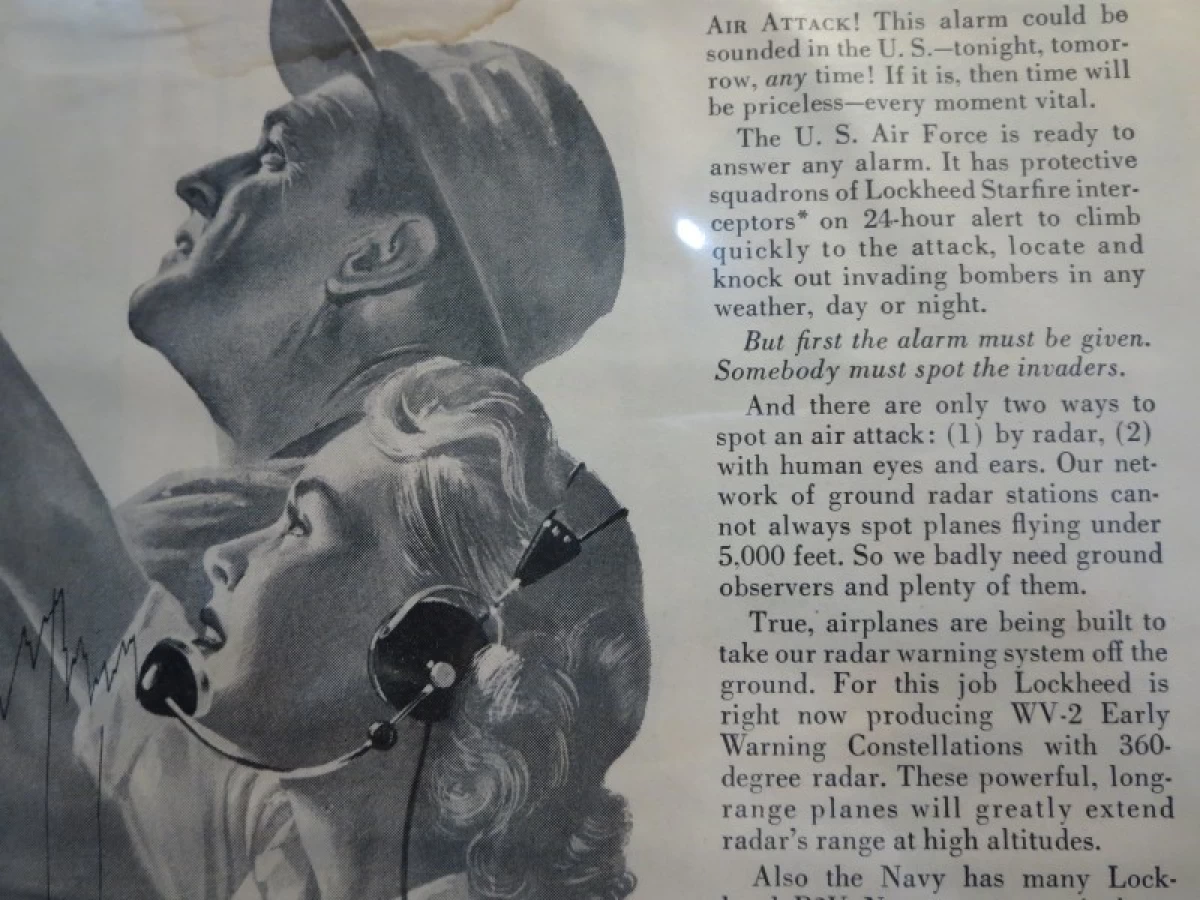 AIR ATTACK! This alarm could be
sounded in the U. S.—tonight, tomor-
row, any time! If it is, then time will
be priceless—every moment vital.
The U. S. Air Force is ready to
answer any alarm. It has protective
squadrons of Lockheed Starfire inter-
ceptors* on 24-hour alert to climb
quickly to the attack, locate and
knock out invading bombers in any
weather, day or night.
But first the alarm must be given.
Somebody must spot the invaders.
And there are only two ways to
spot an air attack: (1) by radar, (2)
with human eyes and ears. Our net-
work of ground radar stations can-
not always spot planes flying under
5,000 feet. So we badly need ground
observers and plenty of them.
True, airplanes are being built to
take our radar warning system off the
ground. For this job Lockheed is
right now producing WV-2 Early
Warning Constellations with 360-
degree radar. These powerful, long-
range planes will greatly extend
radar's range at high altitudes.
Also the Navy has many Lock-